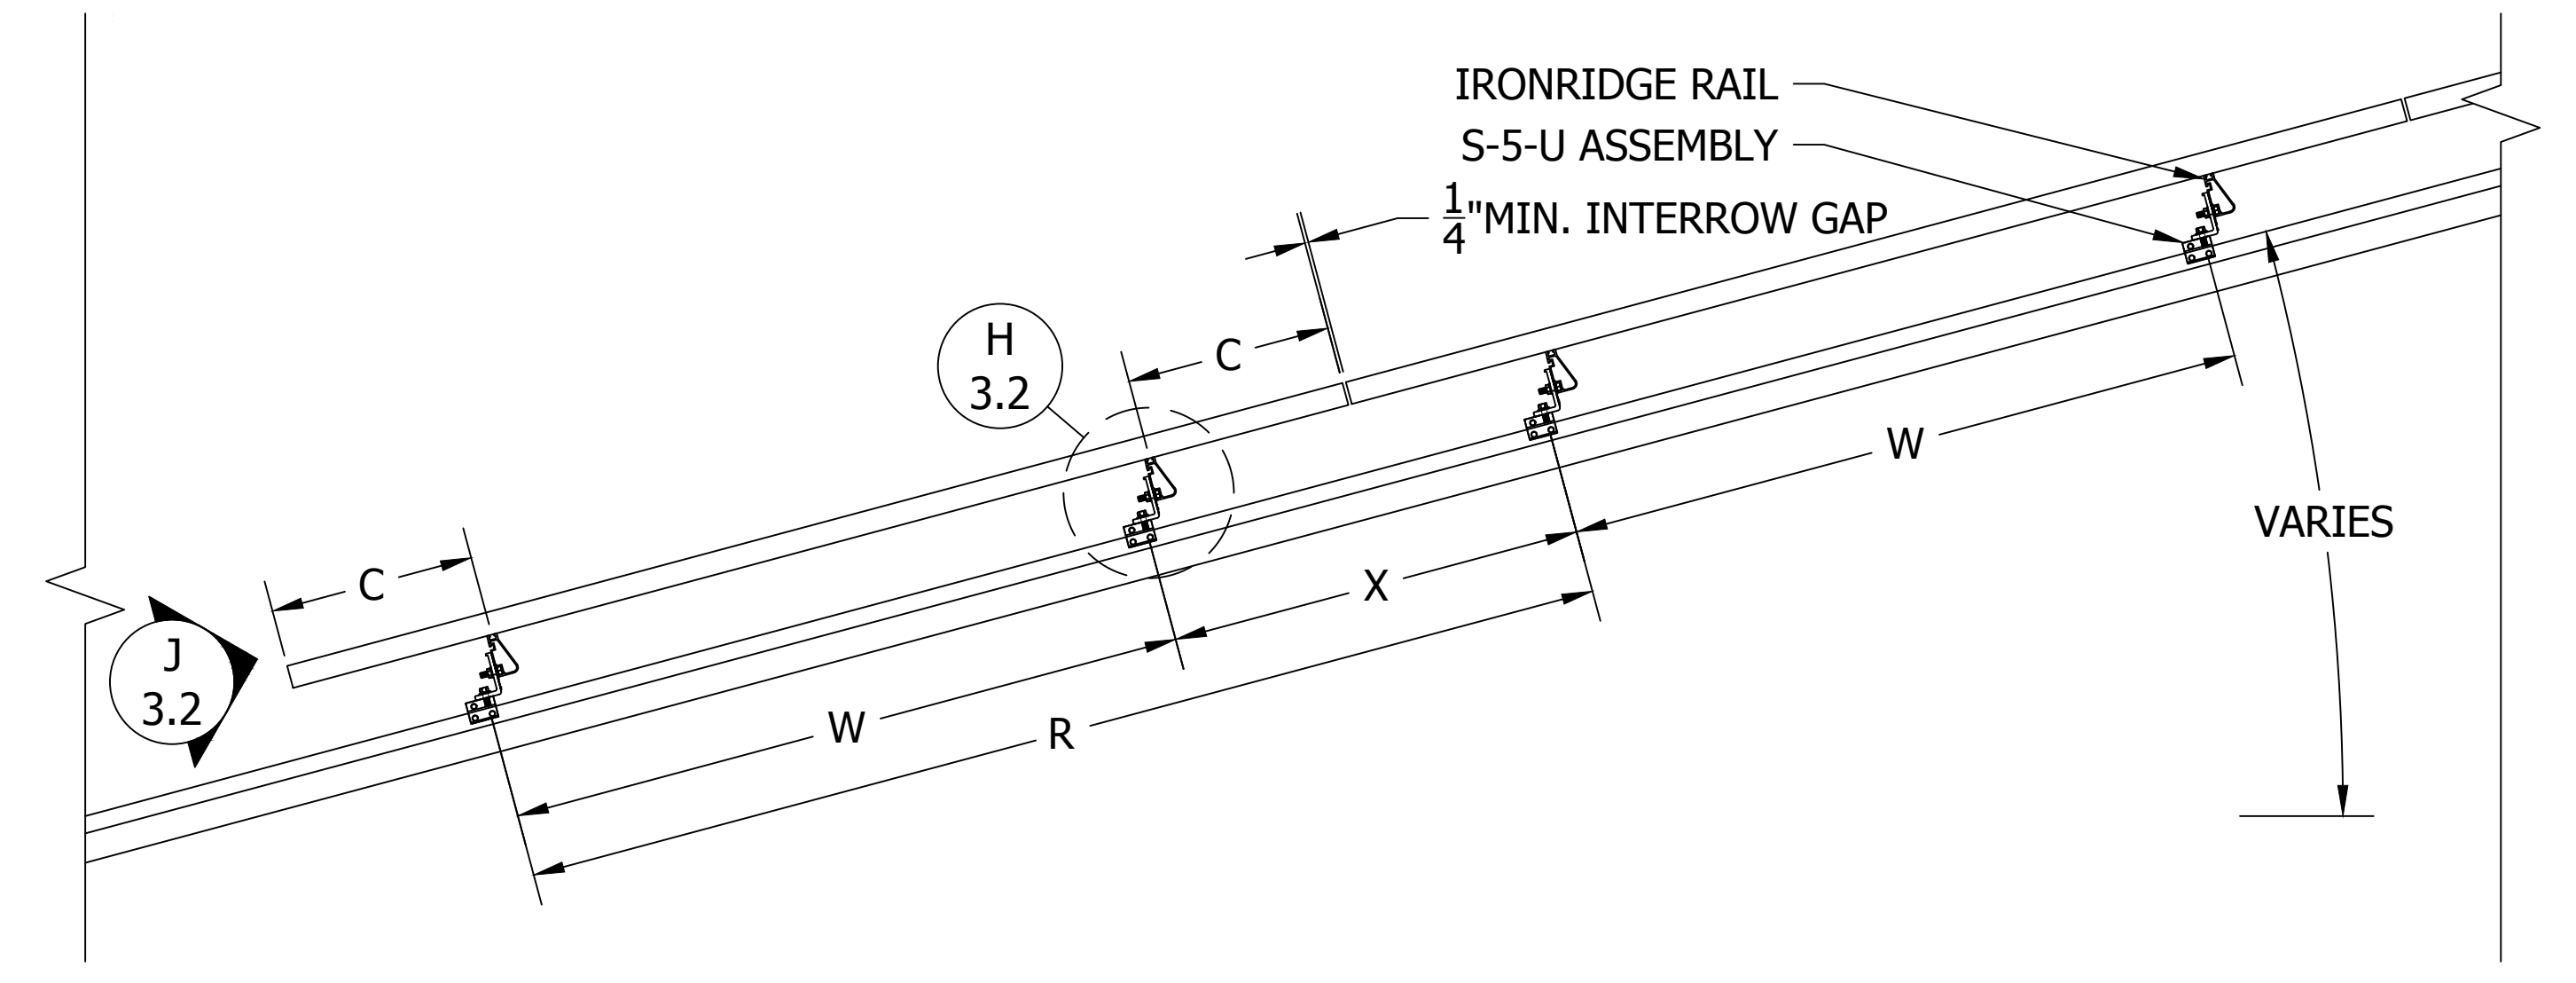 IRONRIDGE RAIL
S-5-U ASSEMBLY
1/4"MIN. INTERROW GAP
H
3.2
C
C
W
X
VARIES
J
3.2
W
R